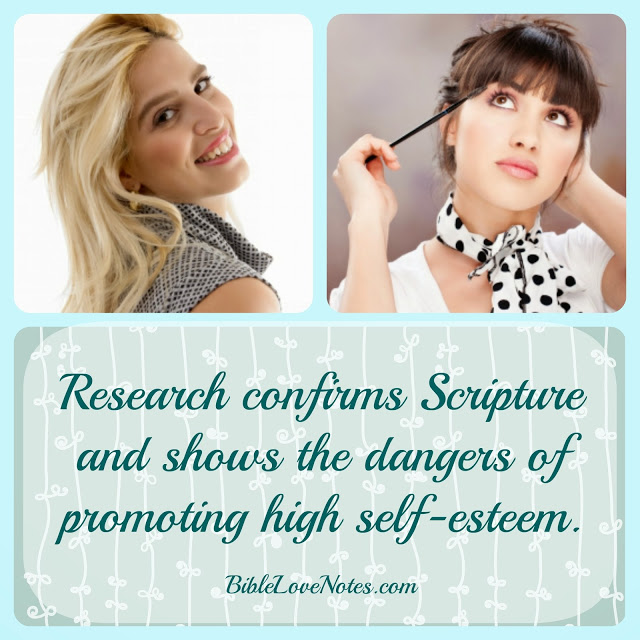 Research confirms Scripture
and shows the dangers of
promoting high self-esteem.
BibleLoveNotes.com